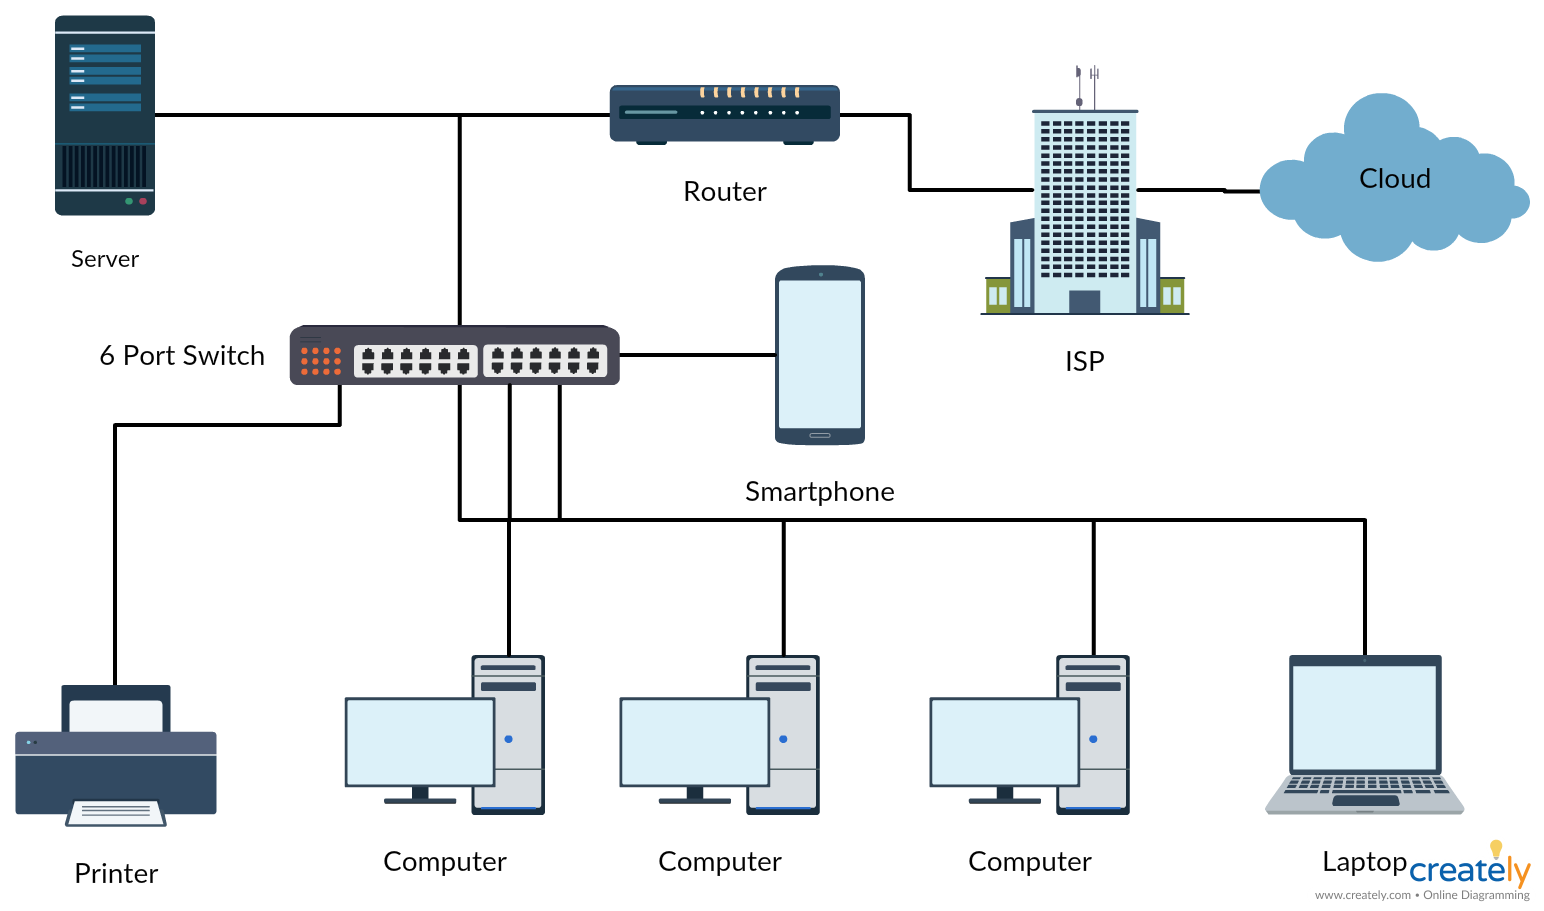 Server
Router
Cloud
6 Port Switch
ISP
Smartphone
Printer
Computer
Computer
Computer
Laptop
creately
www.creately.com • Online Diagramming